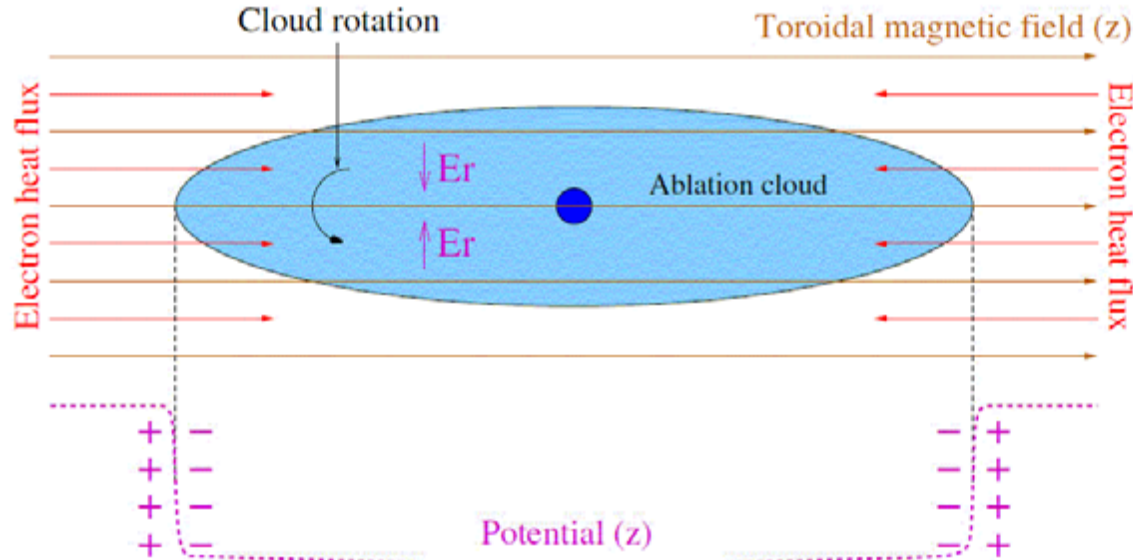 Cloud rotation
Toroidal magnetic field (z)
Electron heat flux
Er
Ablation cloud
Er
Electron heat flux
+ − − +
+ − − +
+ − − +
+ − − +
Potential (z)